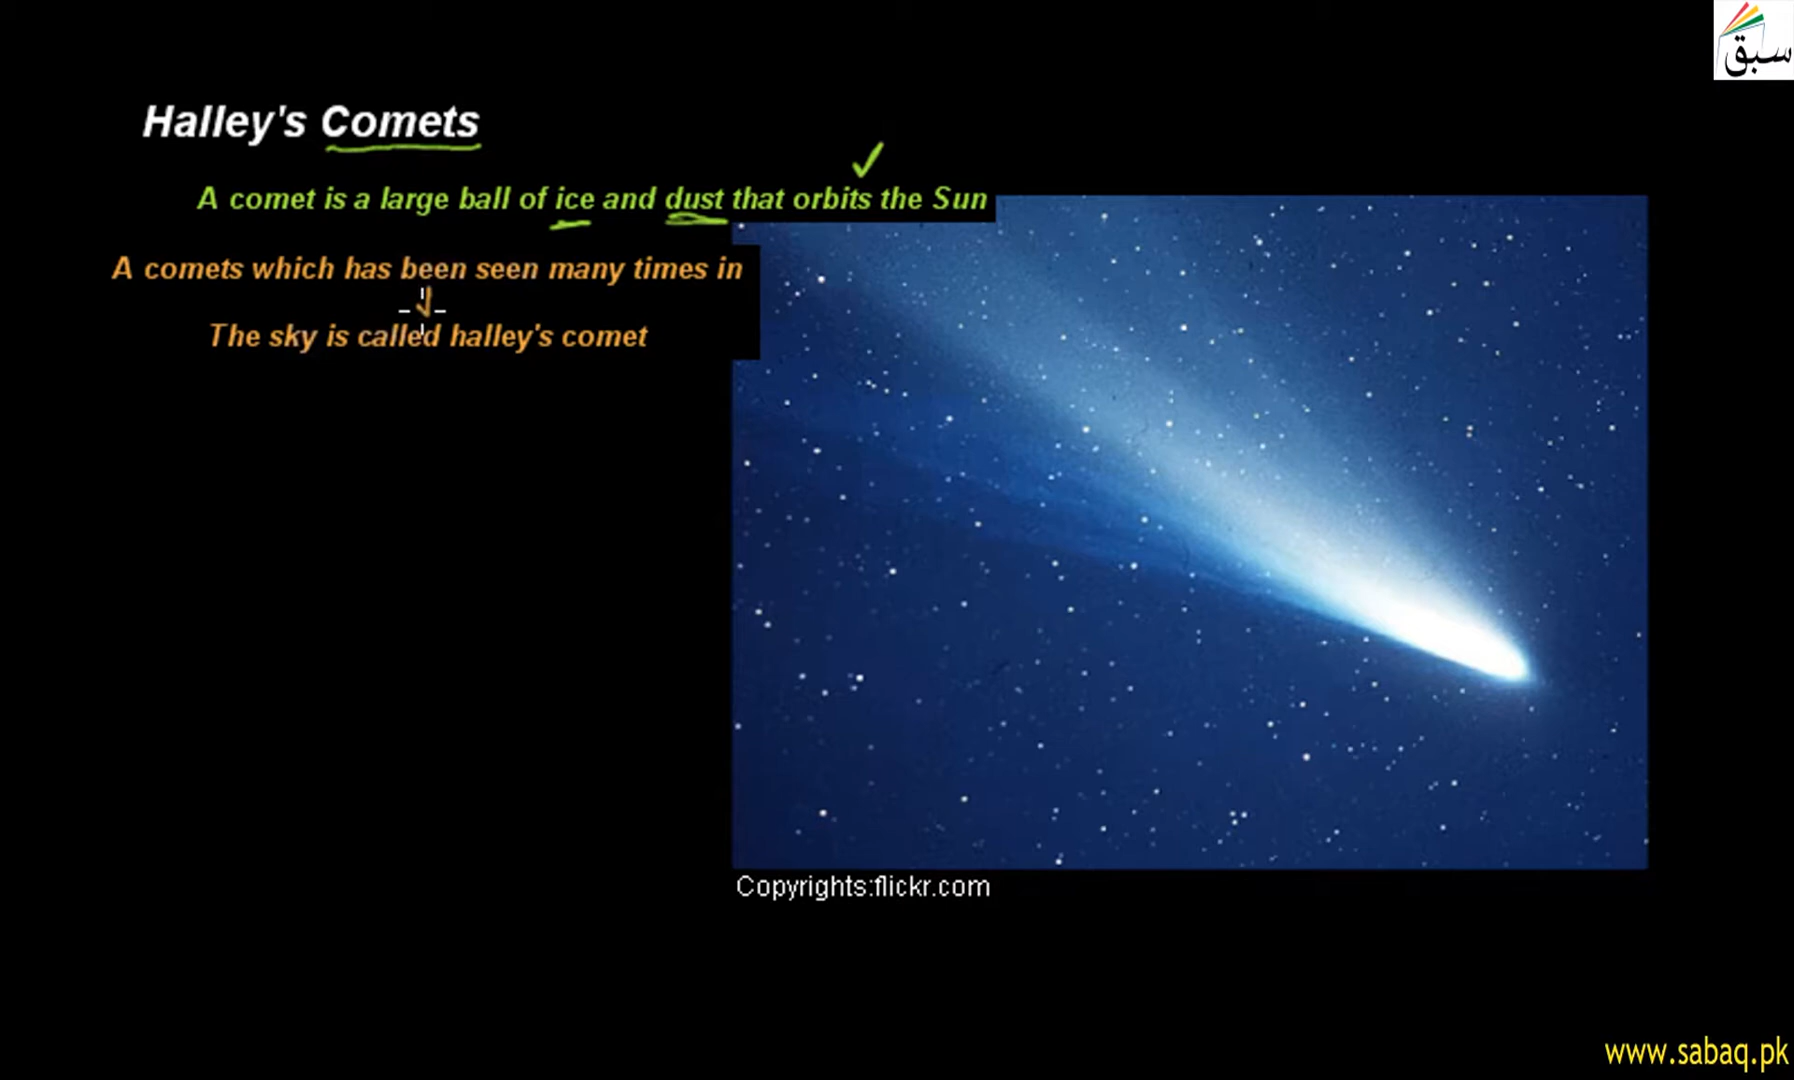 سبق
Halley's Comets
A comet is a large ball of ice and dust that orbits the Sun
A comets which has been seen many times in
The sky is called halley's comet
Copyrights:flickr.com
www.sabaq.pk